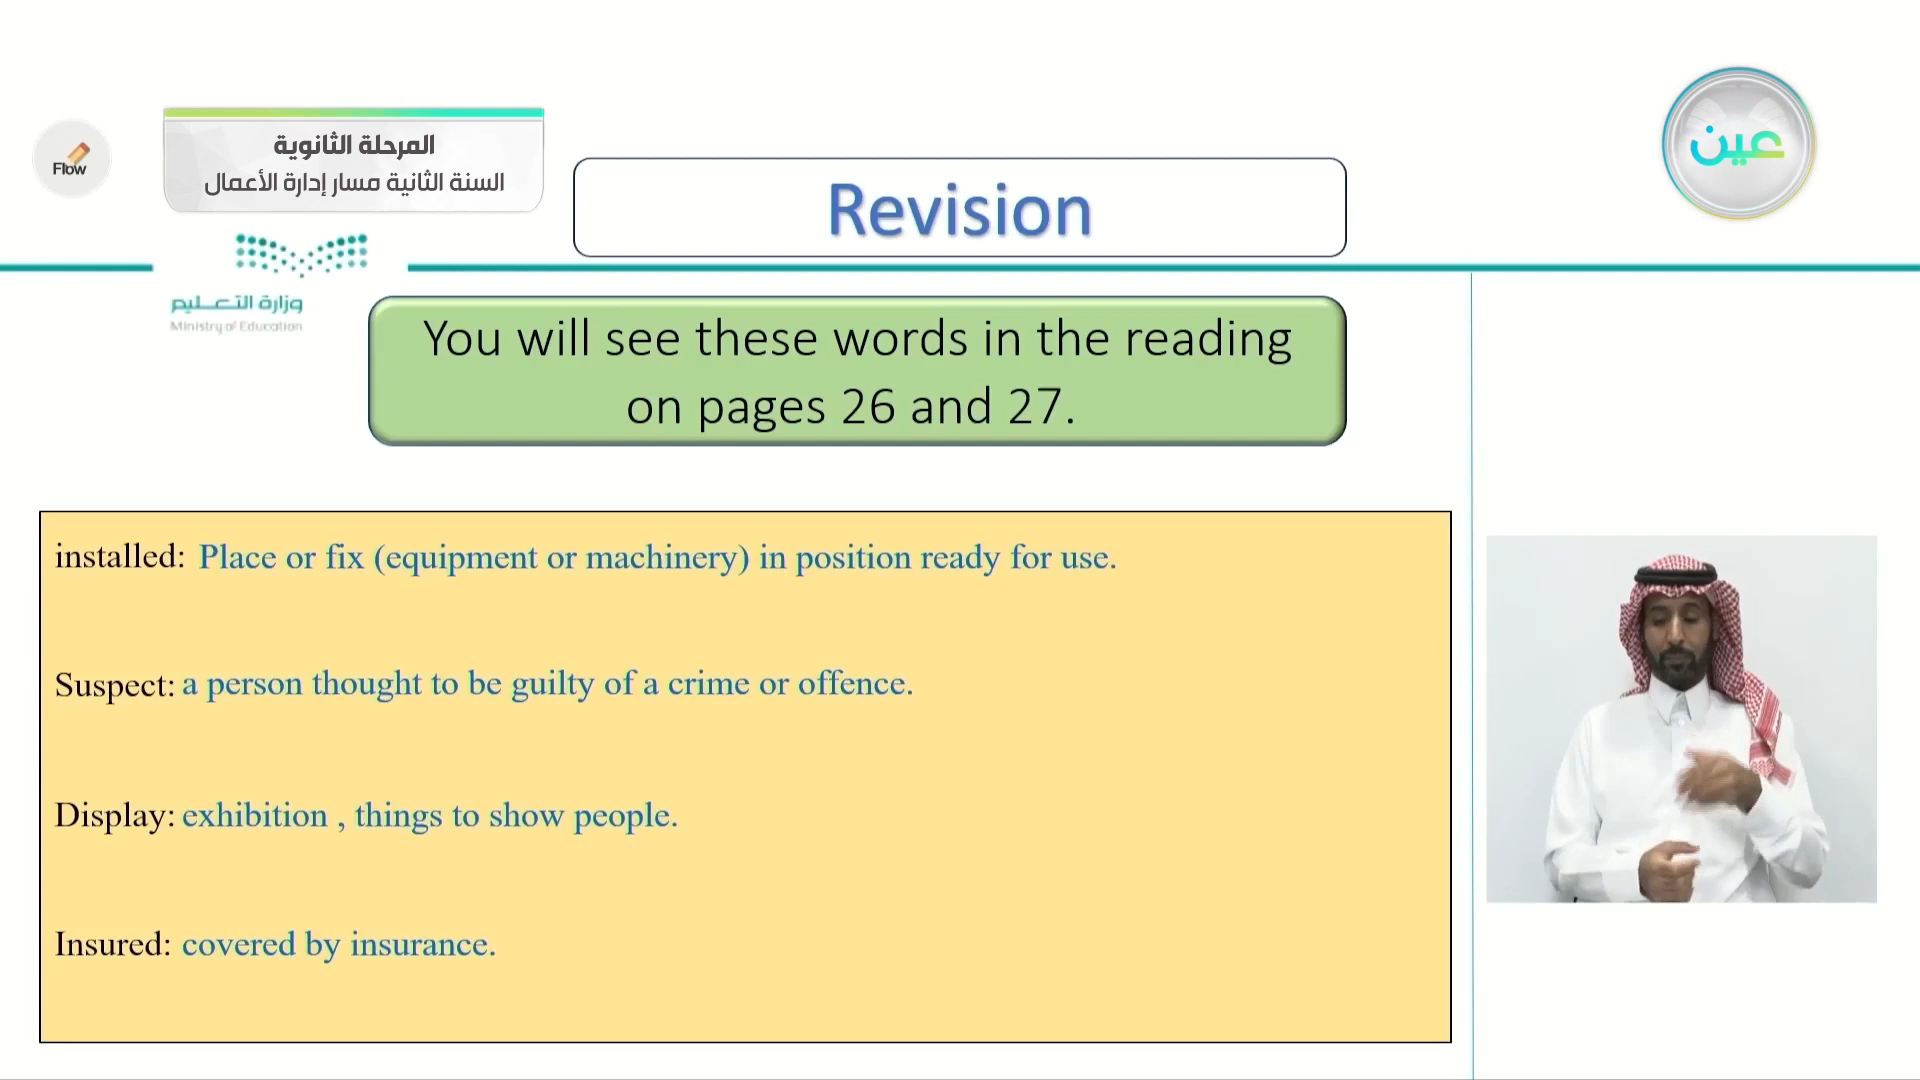 Flow
المرحلة الثانوية
السنة الثانية مسار إدارة الأعمال
عين
Revision
وزارة التعليم
Ministry of Education
You will see these words in the reading
on pages 26 and 27.
installed: Place or fix (equipment or machinery) in position ready for use.
Suspect: a person thought to be guilty of a crime or offence.
Display: exhibition , things to show people.
Insured: covered by insurance.